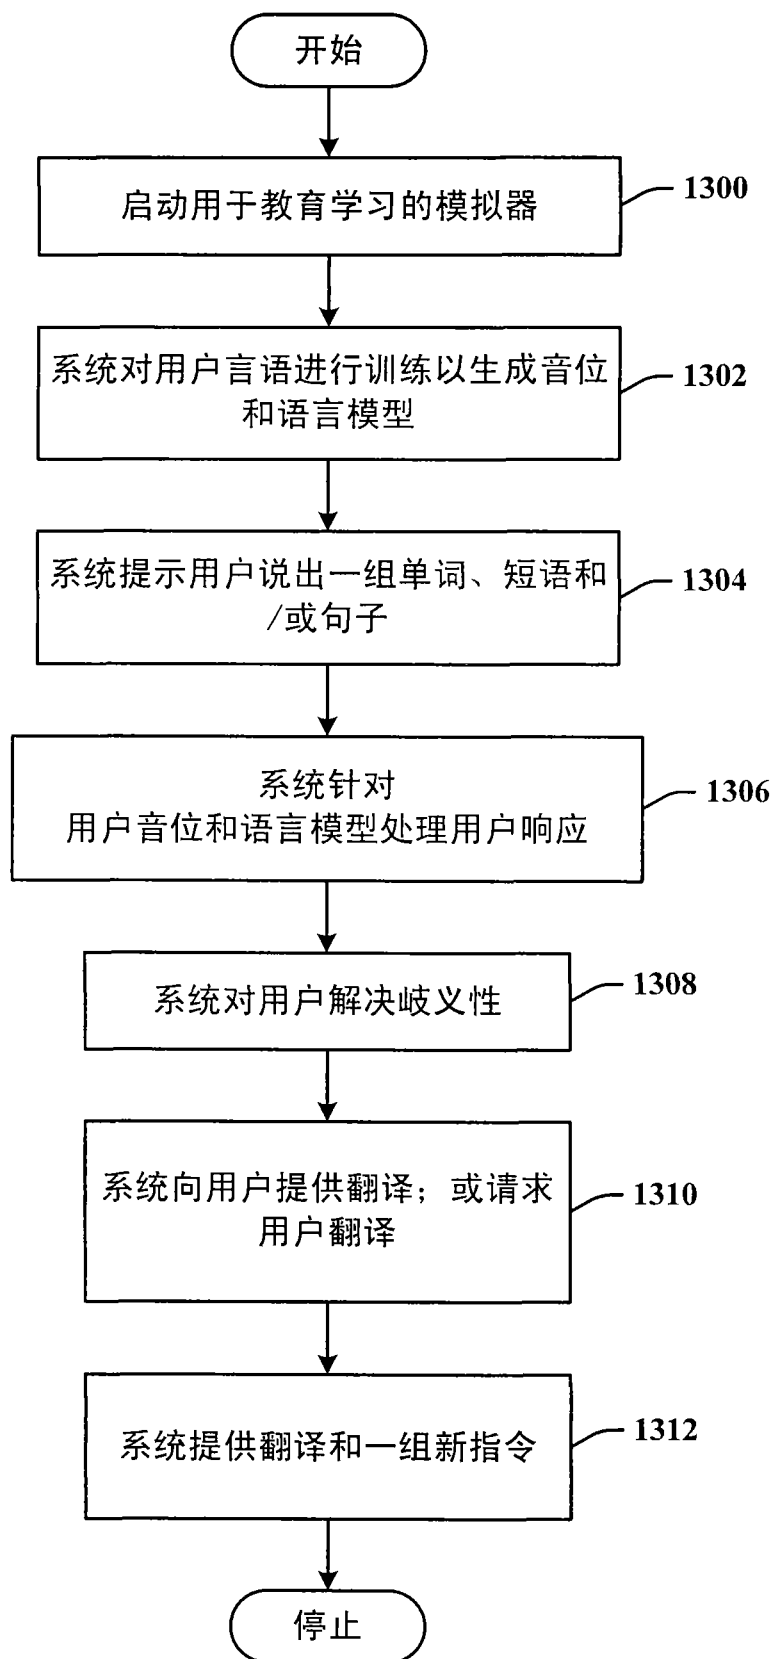 开始
启动用于教育学习的模拟器
1300
系统对用户言语进行训练以生成音位
和语言模型
1302
系统提示用户说出一组单词、短语和
/或句子
1304
系统针对
用户音位和语言模型处理用户响应
1306
系统对用户解决歧义性
1308
系统向用户提供翻译；或请求
用户翻译
1310
系统提供翻译和一组新指令
1312
停止